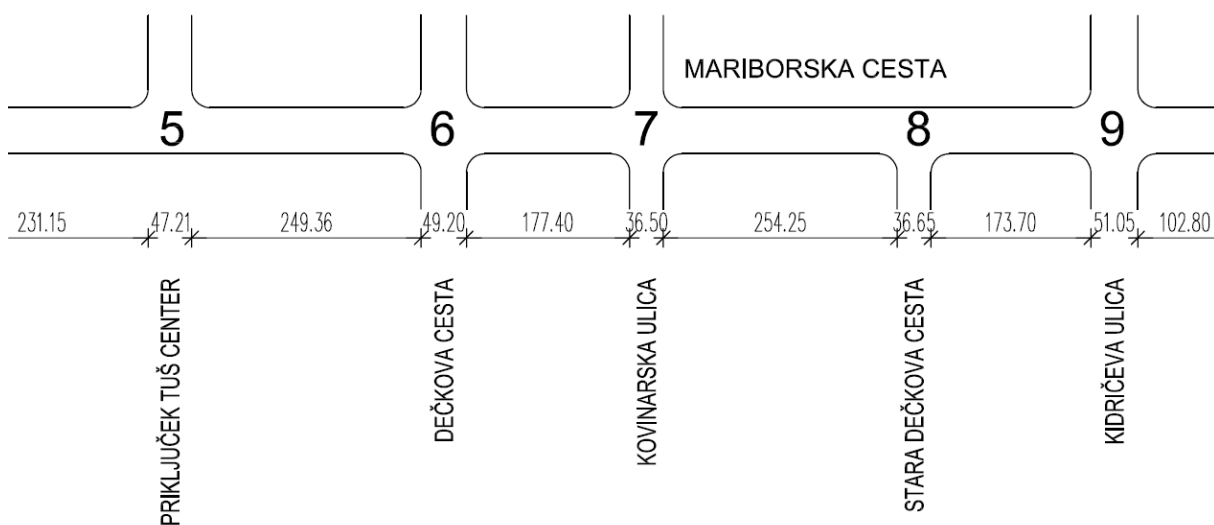 MARIBORSKA CESTA
5 6 7 8 9
231.15 47.21 249.36 49.20 177.40 36.50 254.25 36.65 173.70 51.05 102.80
PRIKLJUČEK TUŠ CENTER
DEČKOVA CESTA
KOVINARSKA ULICA
STARA DEČKOVA CESTA
KIDRIČEVA ULICA